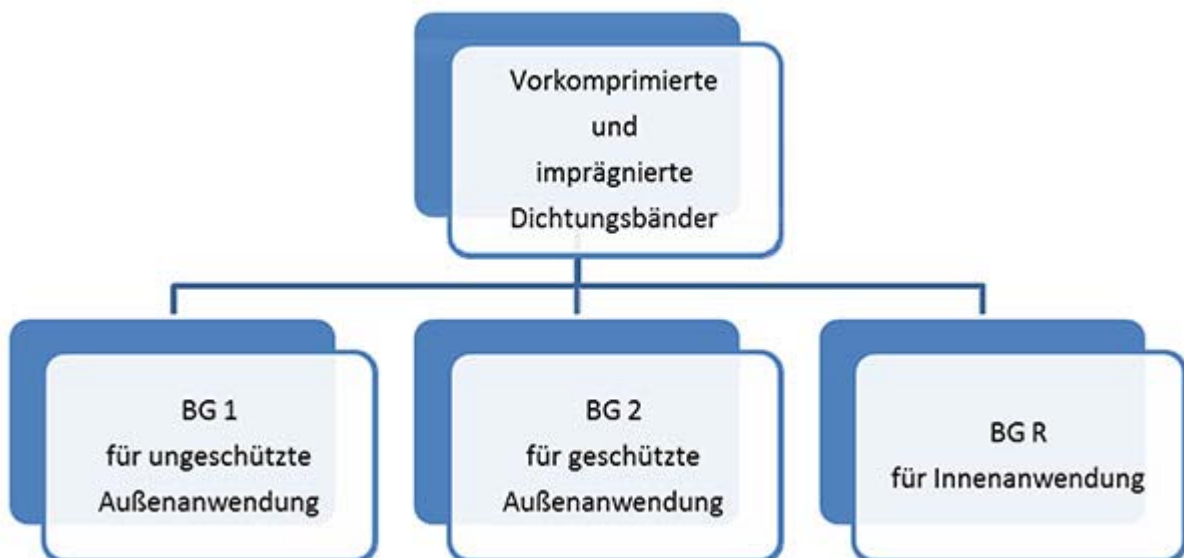 Vorkomprimierte
und
imprägnierte
Dichtungsbänder
BG 1
für ungeschützte
Außenanwendung
BG 2
für geschützte
Außenanwendung
BG R
für Innenanwendung